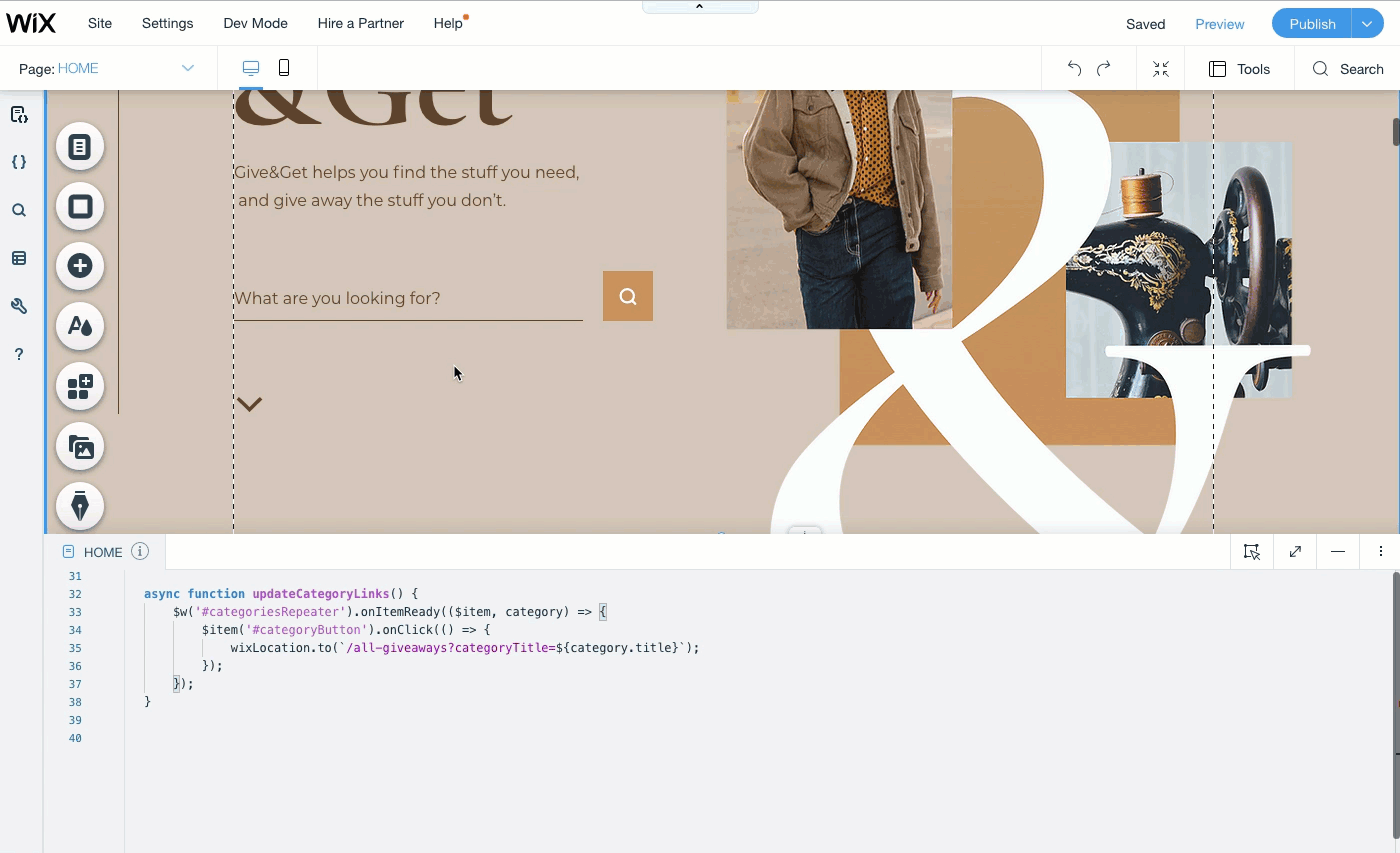 WiX
Site
Settings
Dev Mode
Hire a Partner
Help
Saved
Preview
Publish
Page: HOME
Tools
Search
&Get
Give&Get helps you find the stuff you need,
and give away the stuff you don't.
What are you looking for?
&
HOME
31
32 async function updateCategoryLinks() {
33 $w('#categoriesRepeater').onItemReady(($item, category) => {
34 $item('#categoryButton').onClick(() => {
35 wixLocation.to(`/all-giveaways?categoryTitle=${category.title}`);
36 });
37 });
38 }
39
40